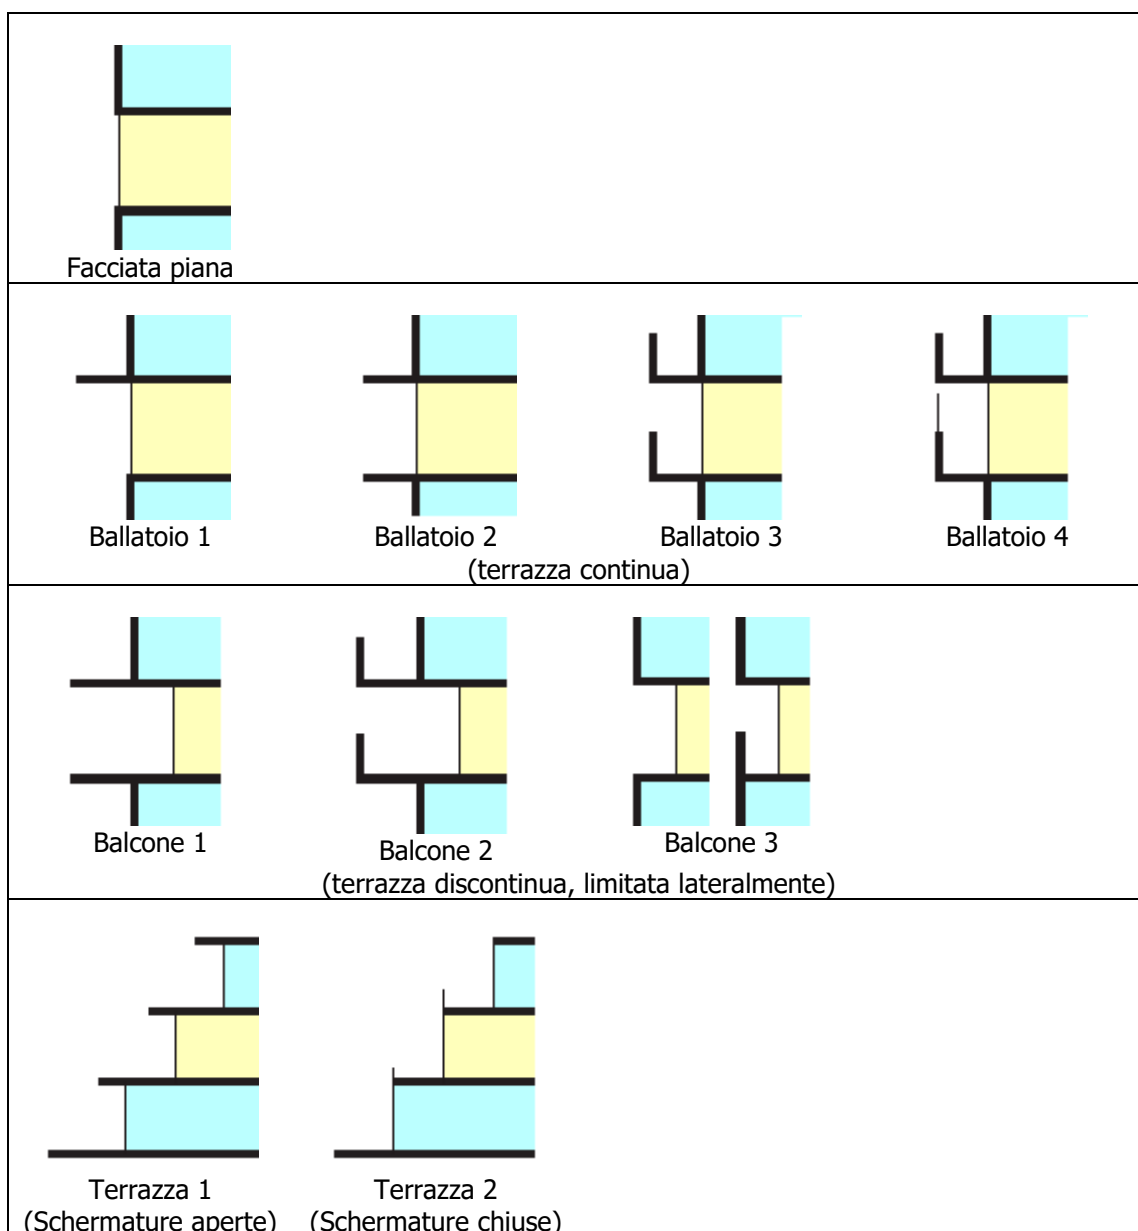 Facciata piana
Ballatoio 1 Ballatoio 2 Ballatoio 3 Ballatoio 4
(terrazza continua)
Balcone 1 Balcone 2 Balcone 3
(terrazza discontinua, limitata lateralmente)
Terrazza 1 Terrazza 2
(Schermature aperte) (Schermature chiuse)